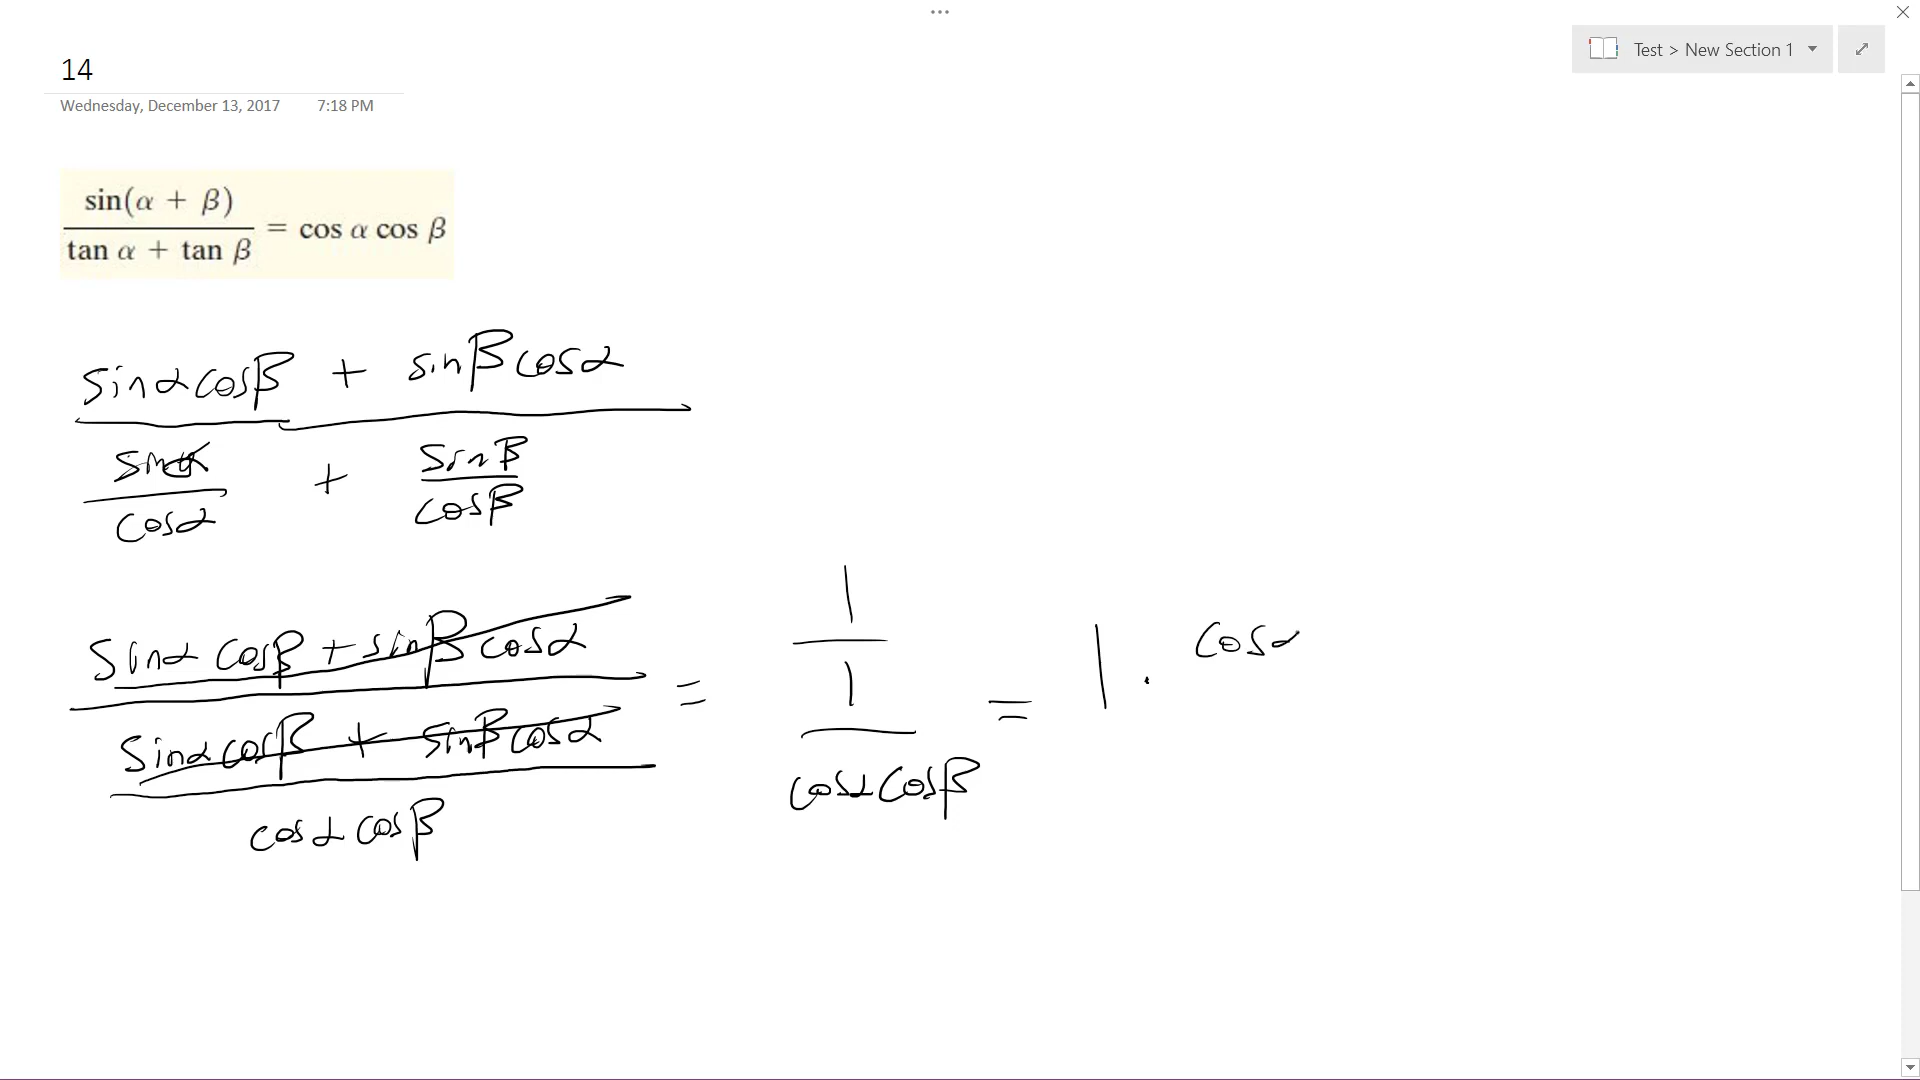 ...
Test > New Section 1
14
Wednesday, December 13, 2017 7:18 PM
sin(α + β)
tan α + tan β
= cos α cos β
sinα cosβ + sinβ cosα
sinα + sinβ
cosα cosβ
sinα cosβ + sinβ cosα
sinα cosβ + sinβ cosα
cosα cosβ
=
1
1
cosα cosβ
= 1 · cosα